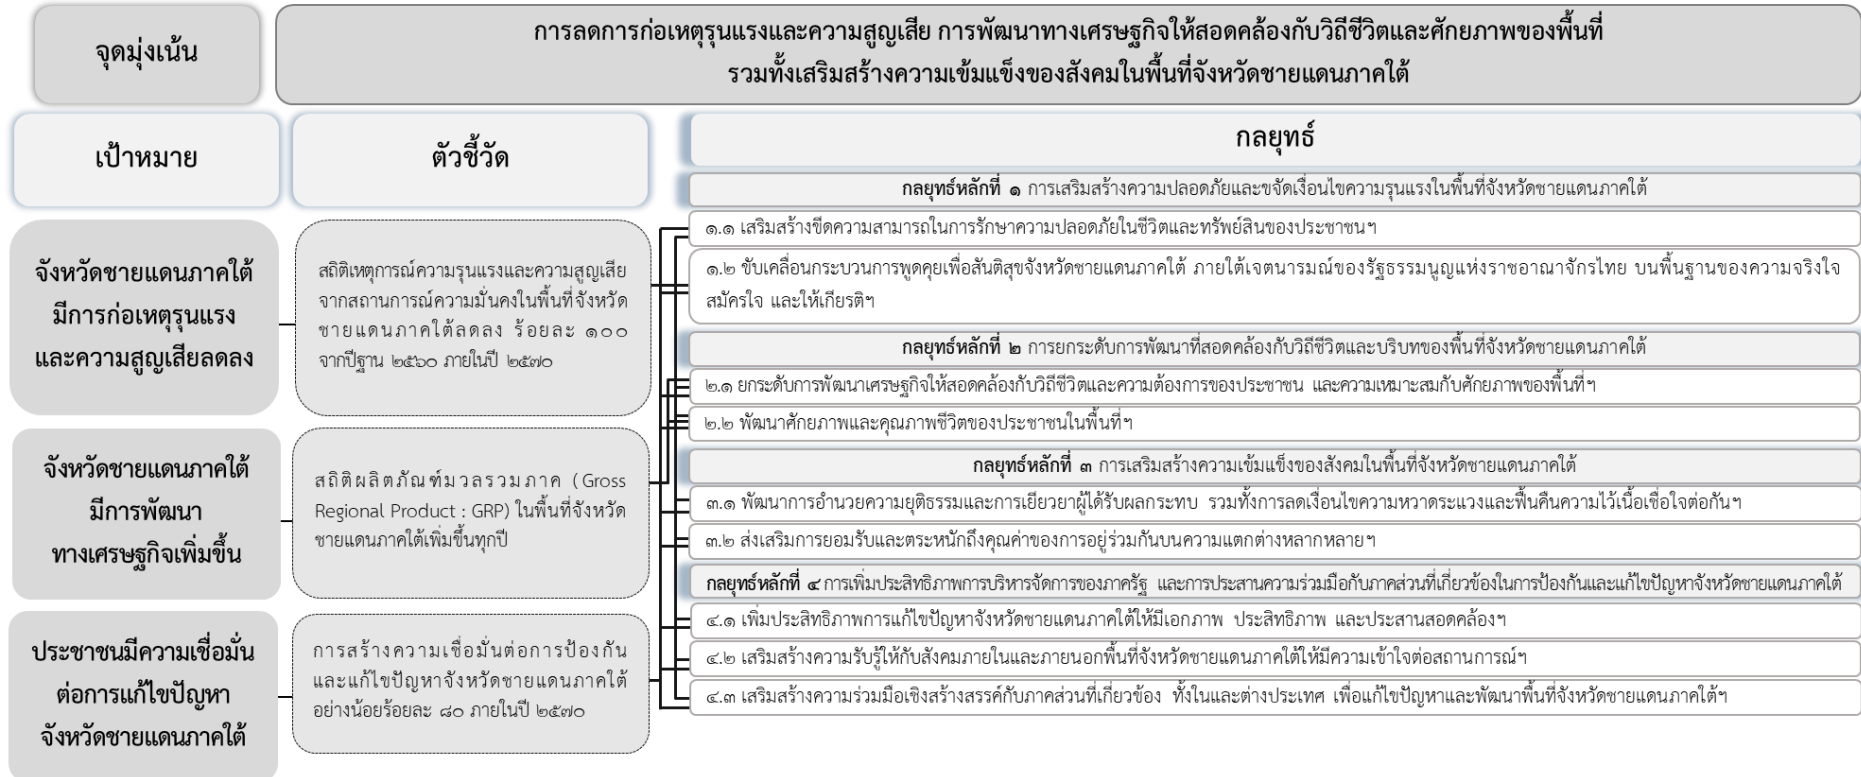 จุดมุ่งเน้น
การลดการก่อเหตุรุนแรงและความสูญเสีย การพัฒนาทางเศรษฐกิจให้สอดคล้องกับวิถีชีวิตและศักยภาพของพื้นที่
รวมทั้งเสริมสร้างความเข้มแข็งของสังคมในพื้นที่จังหวัดชายแดนภาคใต้
เป้าหมาย
ตัวชี้วัด
กลยุทธ์
จังหวัดชายแดนภาคใต้
มีการก่อเหตุรุนแรง
และความสูญเสียลดลง
สถิติเหตุการณ์ความรุนแรงและความสูญเสีย
จากสถานการณ์ความมั่นคงในพื้นที่จังหวัด
ชายแดนภาคใต้ลดลง ร้อยละ ๑๐๐
จากปีฐาน ๒๕๖๐ ภายในปี ๒๕๗๐
จังหวัดชายแดนภาคใต้
มีการพัฒนา
ทางเศรษฐกิจเพิ่มขึ้น
สถิติผลิตภัณฑ์มวลรวมภาค (Gross
Regional Product : GRP) ในพื้นที่จังหวัด
ชายแดนภาคใต้เพิ่มขึ้นทุกปี
ประชาชนมีความเชื่อมั่น
ต่อการแก้ไขปัญหา
จังหวัดชายแดนภาคใต้
การสร้างความเชื่อมั่นต่อการป้องกัน
และแก้ไขปัญหาจังหวัดชายแดนภาคใต้
อย่างน้อยร้อยละ ๘๐ ภายในปี ๒๕๗๐
กลยุทธ์หลักที่ ๑ การเสริมสร้างความปลอดภัยและขจัดเงื่อนไขความรุนแรงในพื้นที่จังหวัดชายแดนภาคใต้
๑.๑ เสริมสร้างขีดความสามารถในการรักษาความปลอดภัยในชีวิตและทรัพย์สินของประชาชนฯ
๑.๒ ขับเคลื่อนกระบวนการพูดคุยเพื่อสันติสุขจังหวัดชายแดนภาคใต้ ภายใต้เจตนารมณ์ของรัฐธรรมนูญแห่งราชอาณาจักรไทย บนพื้นฐานของความจริงใจ
สมัครใจ และให้เกียรติฯ
กลยุทธ์หลักที่ ๒ การยกระดับการพัฒนาที่สอดคล้องกับวิถีชีวิตและบริบทของพื้นที่จังหวัดชายแดนภาคใต้
๒.๑ ยกระดับการพัฒนาเศรษฐกิจให้สอดคล้องกับวิถีชีวิตและความต้องการของประชาชน และความเหมาะสมกับศักยภาพของพื้นที่ฯ
๒.๒ พัฒนาศักยภาพและคุณภาพชีวิตของประชาชนในพื้นที่ฯ
กลยุทธ์หลักที่ ๓ การเสริมสร้างความเข้มแข็งของสังคมในพื้นที่จังหวัดชายแดนภาคใต้
๓.๑ พัฒนาการอำนวยความยุติธรรมและการเยียวยาผู้ได้รับผลกระทบ รวมทั้งการลดเงื่อนไขความหวาดระแวงและฟื้นคืนความไว้เนื้อเชื่อใจต่อกันฯ
๓.๒ ส่งเสริมการยอมรับและตระหนักถึงคุณค่าของการอยู่ร่วมกันบนความแตกต่างหลากหลายฯ
กลยุทธ์หลักที่ ๔ การเพิ่มประสิทธิภาพการบริหารจัดการของภาครัฐ และการประสานความร่วมมือกับภาคส่วนที่เกี่ยวข้องในการป้องกันและแก้ไขปัญหาจังหวัดชายแดนภาคใต้
๔.๑ เพิ่มประสิทธิภาพการแก้ไขปัญหาจังหวัดชายแดนภาคใต้ให้มีเอกภาพ ประสิทธิภาพ และประสานสอดคล้องฯ
๔.๒ เสริมสร้างความรับรู้ให้กับสังคมภายในและภายนอกพื้นที่จังหวัดชายแดนภาคใต้ให้มีความเข้าใจต่อสถานการณ์ฯ
๔.๓ เสริมสร้างความร่วมมือเชิงสร้างสรรค์กับภาคส่วนที่เกี่ยวข้อง ทั้งในและต่างประเทศ เพื่อแก้ไขปัญหาและพัฒนาพื้นที่จังหวัดชายแดนภาคใต้ฯ